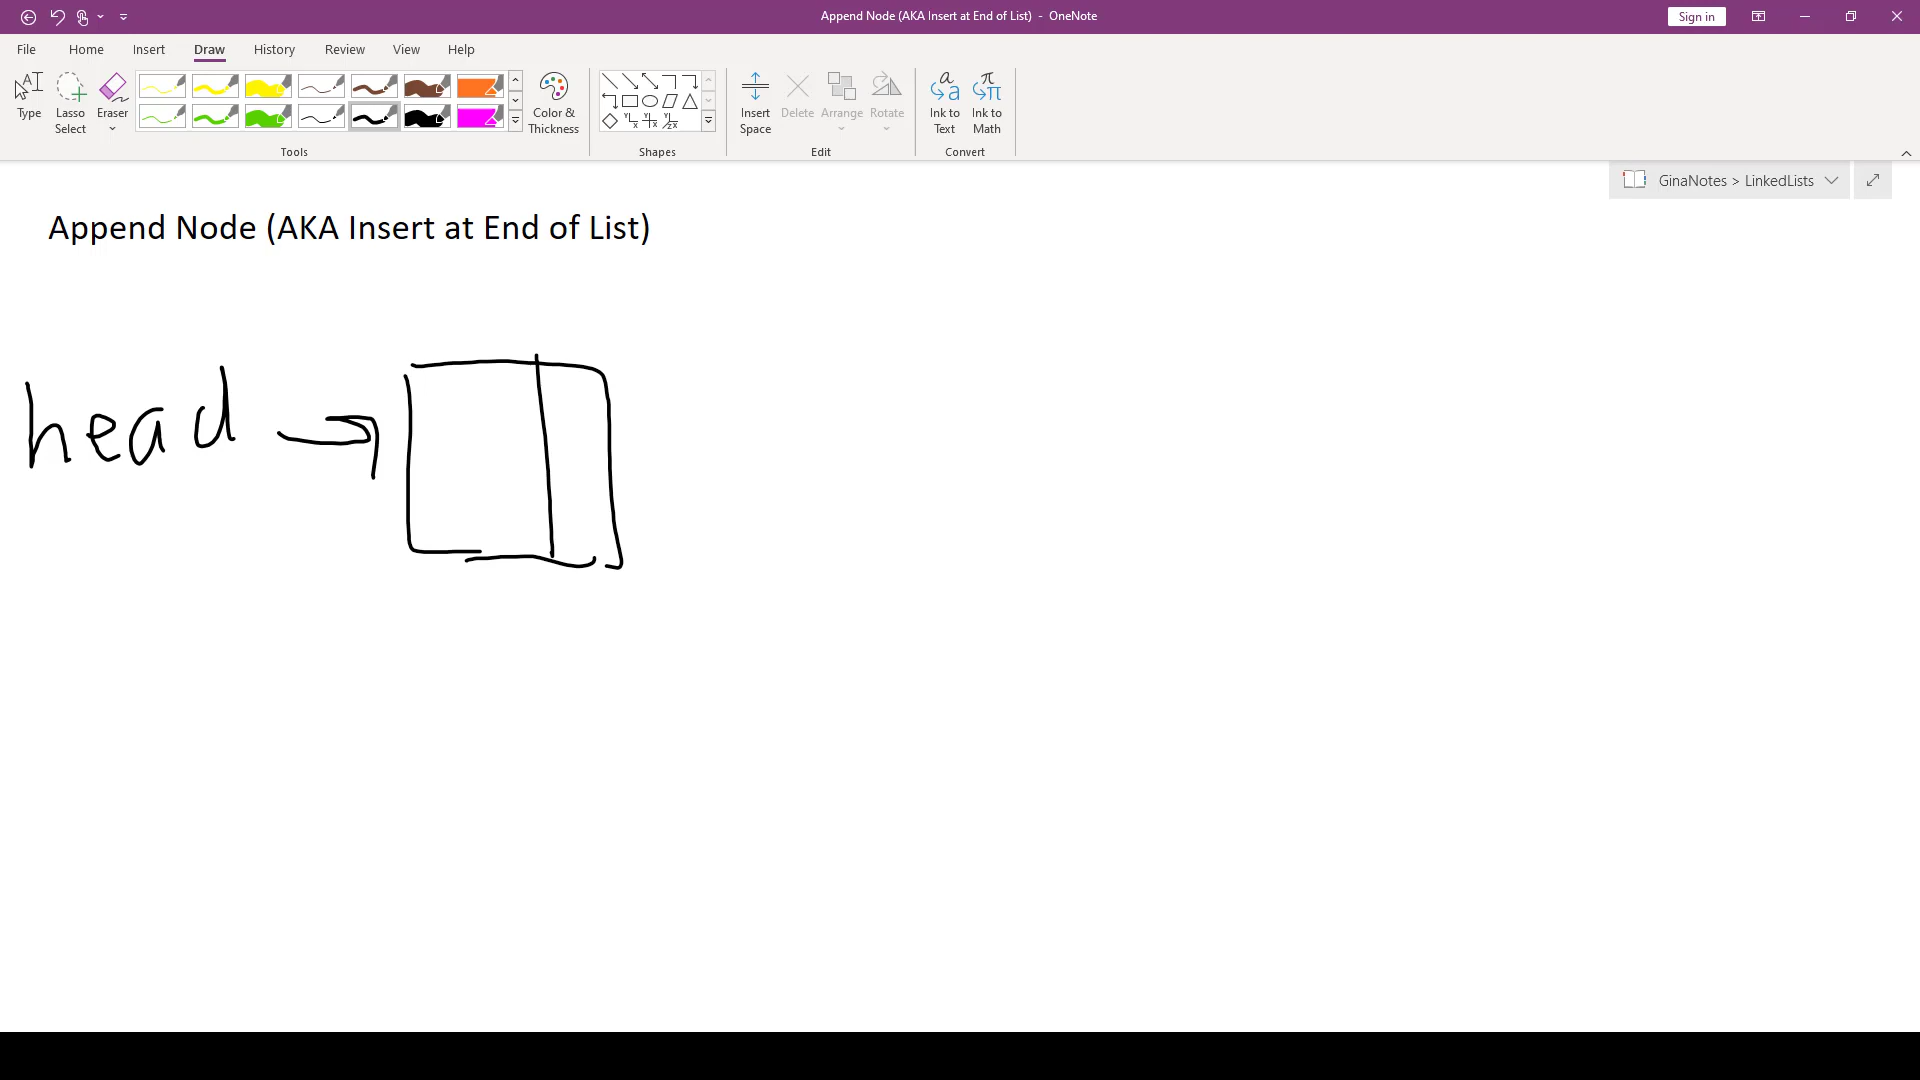 Append Node (AKA Insert at End of List) - OneNote
Sign in
File Home Insert Draw History Review View Help
Type
Lasso Select
Eraser
Color & Thickness
Insert Space
Delete
Arrange
Rotate
Ink to Text
Ink to Math
Tools
Shapes
Edit
Convert
GinaNotes > LinkedLists
Append Node (AKA Insert at End of List)
head